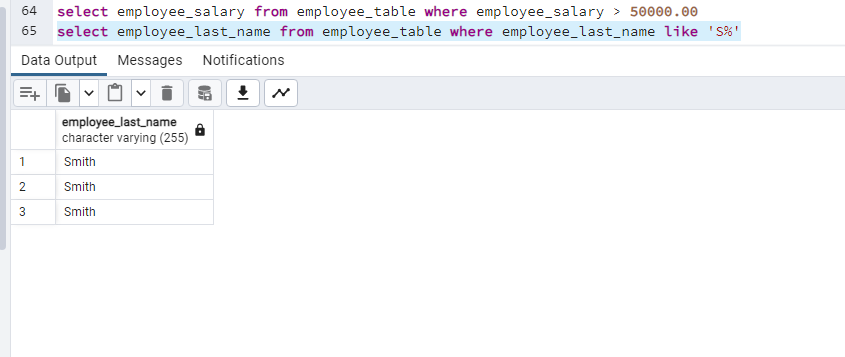 64 select employee_salary from employee_table where employee_salary > 50000.00
65 select employee_last_name from employee_table where employee_last_name like 'S%'
Data Output Messages Notifications
employee_last_name
character varying (255)
1 Smith
2 Smith
3 Smith